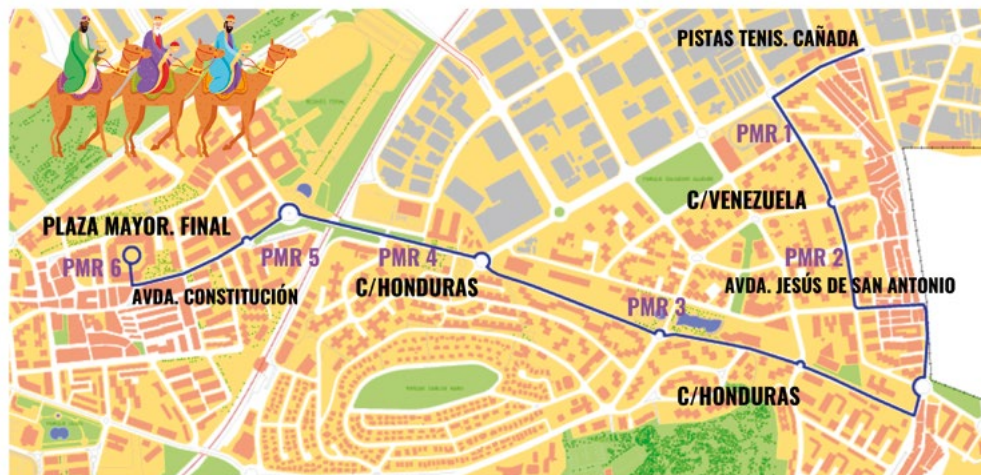 PISTAS TENIS. CAÑADA
PMR 1
C/VENEZUELA
PLAZA MAYOR. FINAL
PMR 6
PMR 5
PMR 4
PMR 2
C/HONDURAS
AVDA. JESÚS DE SAN ANTONIO
AVDA. CONSTITUCIÓN
PMR 3
C/HONDURAS